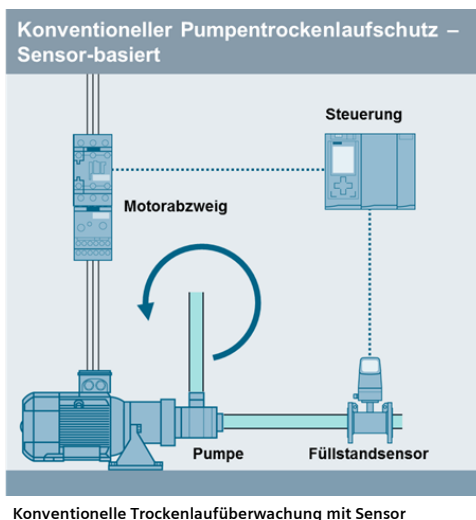 Konventioneller Pumpentrockenlaufschutz –
Sensor-basiert
Steuerung
Motorabzweig
Pumpe
Füllstandsensor
Konventionelle Trockenlaufüberwachung mit Sensor